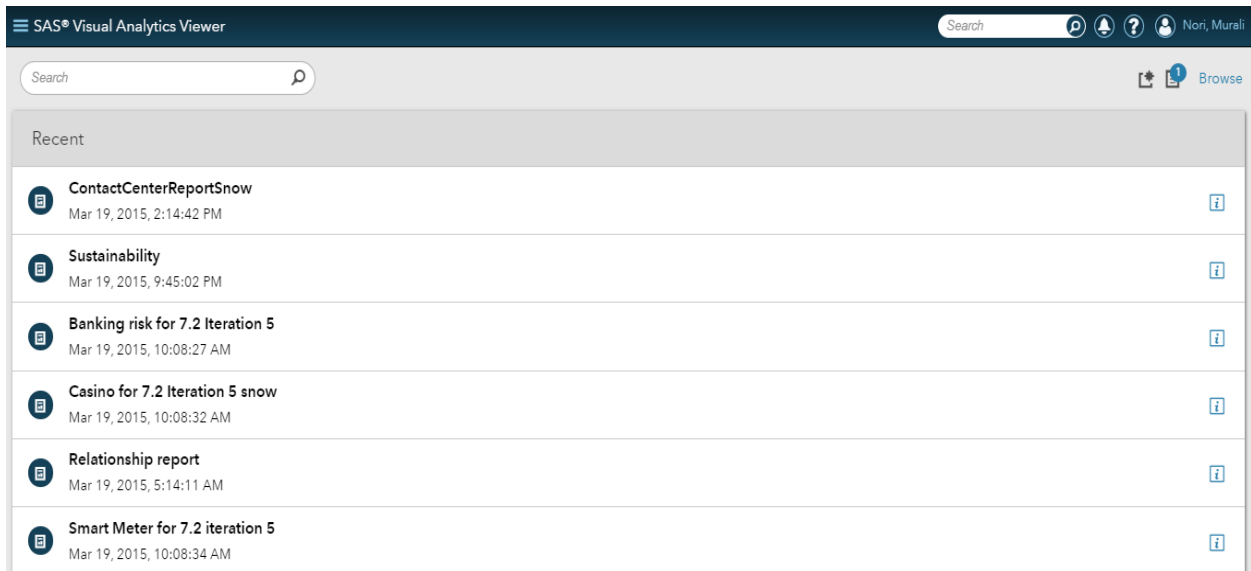 SAS® Visual Analytics Viewer
Search
?
Nori, Murali
Search
1
Browse
Recent
ContactCenterReportSnow
Mar 19, 2015, 2:14:42 PM
i
Sustainability
Mar 19, 2015, 9:45:02 PM
i
Banking risk for 7.2 Iteration 5
Mar 19, 2015, 10:08:27 AM
i
Casino for 7.2 Iteration 5 snow
Mar 19, 2015, 10:08:32 AM
i
Relationship report
Mar 19, 2015, 5:14:11 AM
i
Smart Meter for 7.2 iteration 5
Mar 19, 2015, 10:08:34 AM
i